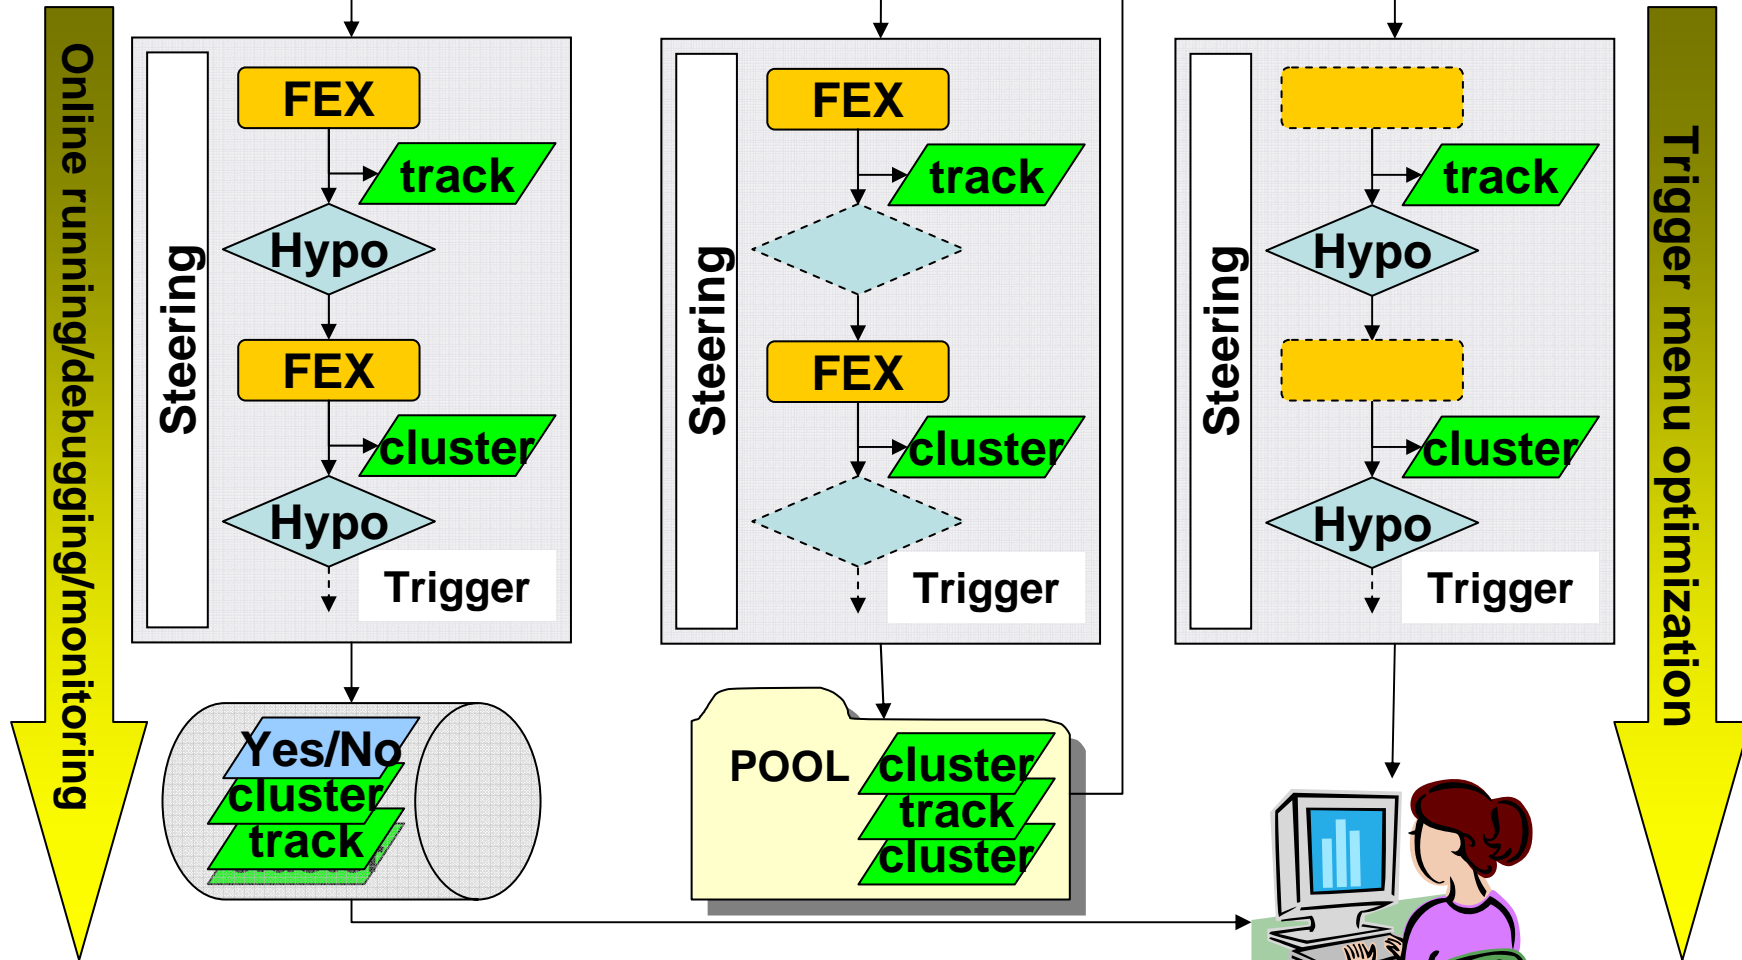 Online running/debugging/monitoring
Steering
FEX
track
Hypo
FEX
cluster
Hypo
Trigger
Yes/No
cluster
track
Steering
FEX
track
FEX
cluster
Trigger
POOL
cluster
track
cluster
Steering
track
Hypo
cluster
Hypo
Trigger
Trigger menu optimization